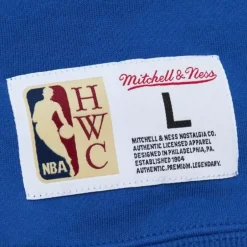 Mitchell & Ness
H
W
C
NBA
L
MITCHELL & NESS NOSTALGIA CO.
AUTHENTIC LICENSED APPAREL
DESIGNED IN PHILADELPHIA, PA.
ESTABLISHED 1904
AUTHENTIC.PREMIUM.LEGENDARY.